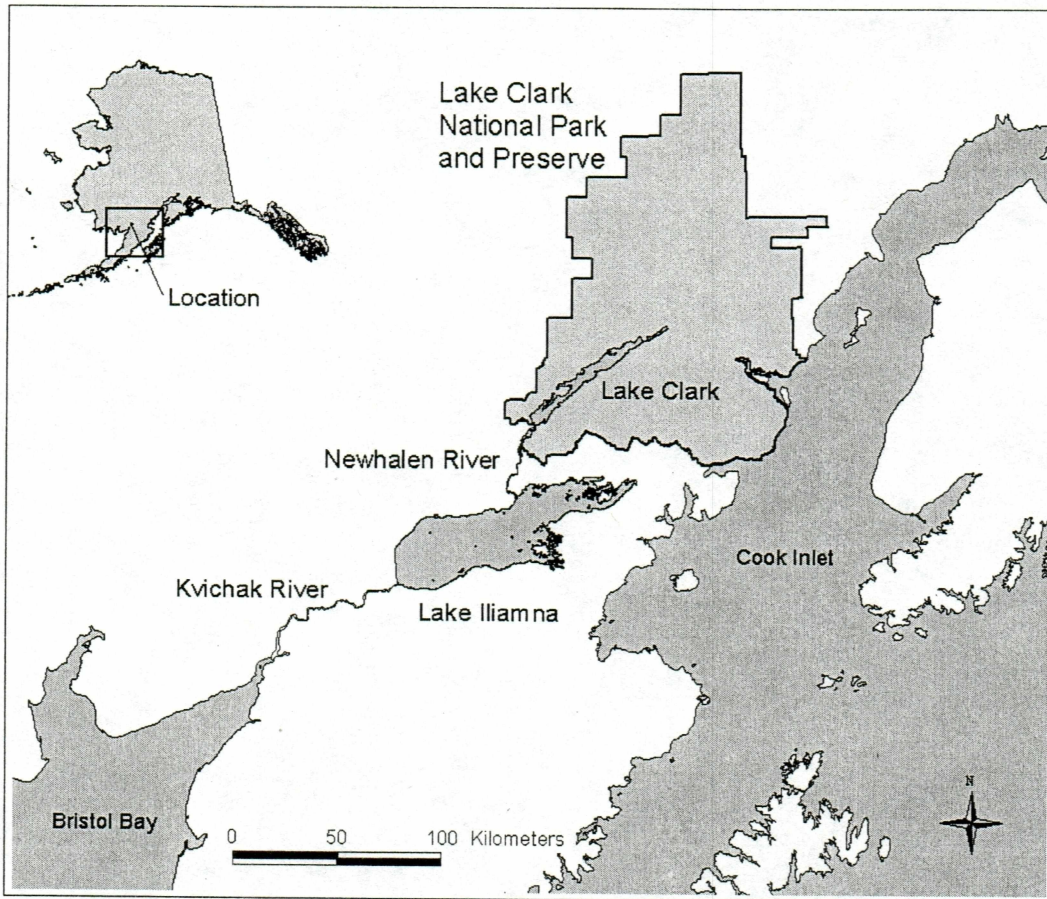 Lake Clark
National Park
and Preserve
Location
Lake Clark
Newhalen River
Cook Inlet
Kvichak River
Lake Iliamna
Bristol Bay
N
0 50 100 Kilometers